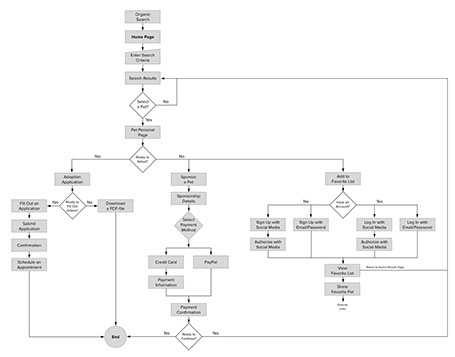 Organic
Search
Home Page
Enter Search
Criteria
Search Results
Select
a Pet?
No
Yes
Pet Personal
Page
Yes
Ready to
Adopt?
No
Adoption
Application
Sponsor
a Pet
Add to
Favorite List
Fill Out an
Application
Yes
Ready to
Fill Out
Online?
No
Download
a PDF-file
Sponsorship
Details
No
Have an
Account?
Yes
Submit
Application
Select
Payment
Method
Sign Up with
Social Media
Sign Up with
Email/Password
Log In with
Social Media
Log In with
Email/Password
Confirmation
Authorize with
Social Media
Authorize with
Social Media
Schedule an
Appointment
Credit Card
PayPal
View
Favorite List
Return to Search Results Page
Payment
Information
Share
Favorite Pet
External
Links
Payment
Confirmation
End
No
Ready to
Continue?
Yes